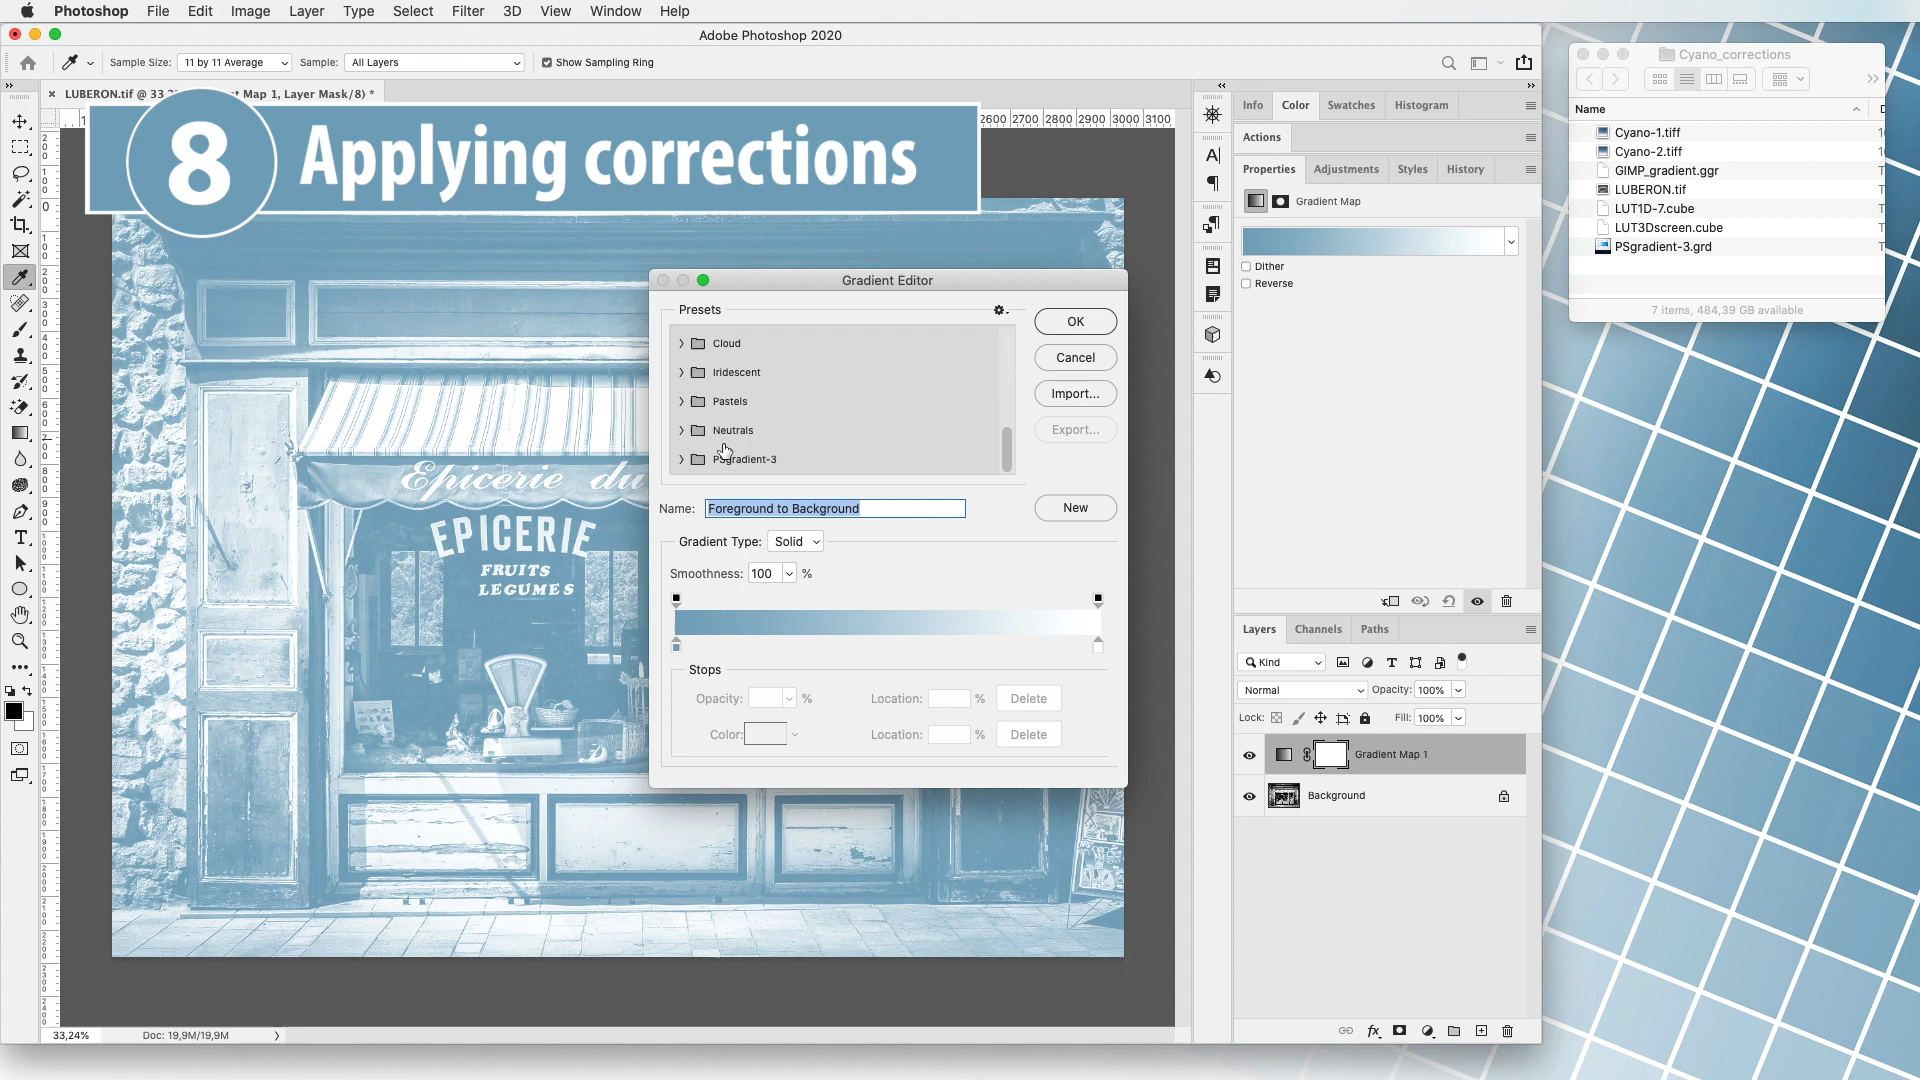 Photoshop File Edit Image Layer Type Select Filter 3D View Window Help
Adobe Photoshop 2020
Sample Size: 11 by 11 Average Sample: All Layers Show Sampling Ring
LUBERON.tif @ 33 Map 1, Layer Mask/8) *
2600 2700 2800 2900 3000 3100
8 Applying corrections
Epicerie du
EPICERIE
FRUITS
LEGUMES
Gradient Editor
Presets
Cloud
Iridescent
Pastels
Neutrals
PSgradient-3
OK
Cancel
Import...
Export...
Name: Foreground to Background
New
Gradient Type: Solid
Smoothness: 100 %
Stops
Opacity: % Location: % Delete
Color: Location: % Delete
33,24% Doc: 19,9M/19,9M
Info Color Swatches Histogram
Actions
Properties Adjustments Styles History
Gradient Map
Dither
Reverse
Layers Channels Paths
Kind
Normal Opacity: 100%
Lock: Fill: 100%
Gradient Map 1
Background
Cyano_corrections
Name
Cyano-1.tiff
Cyano-2.tiff
GIMP_gradient.ggr
LUBERON.tif
LUT1D-7.cube
LUT3Dscreen.cube
PSgradient-3.grd
7 items, 484,39 GB available